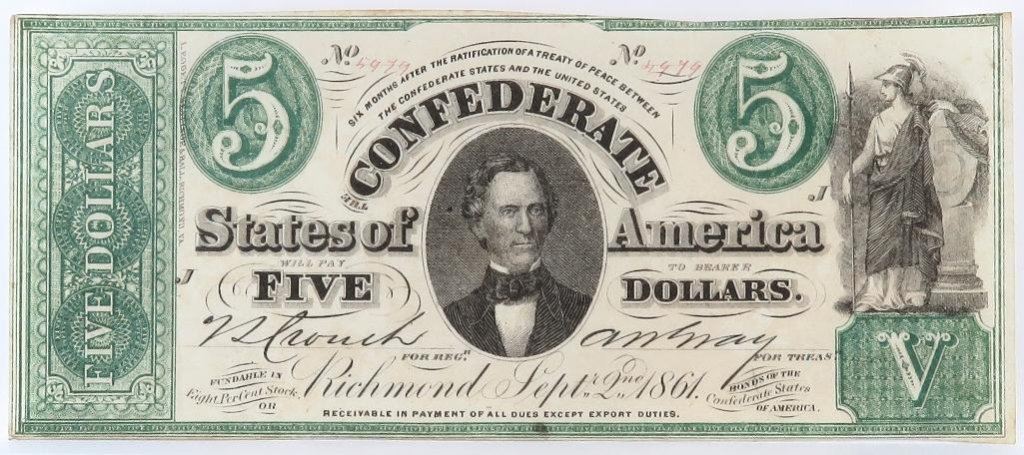 No 4979
No 4979
SIX MONTHS AFTER THE RATIFICATION OF A TREATY OF PEACE BETWEEN
THE CONFEDERATE STATES AND THE UNITED STATES
5
5
FIVE DOLLARS
THE CONFEDERATE
J
States of America
WILL PAY
TO BEARER
J
FIVE DOLLARS.
FOR REGR.
FOR TREAS
Richmond Septr. 2nd 1861.
FUNDABLE IN
Eight Per Cent Stock,
OR
BONDS OF THE
Confederate States
OF AMERICA.
RECEIVABLE IN PAYMENT OF ALL DUES EXCEPT EXPORT DUTIES.
V